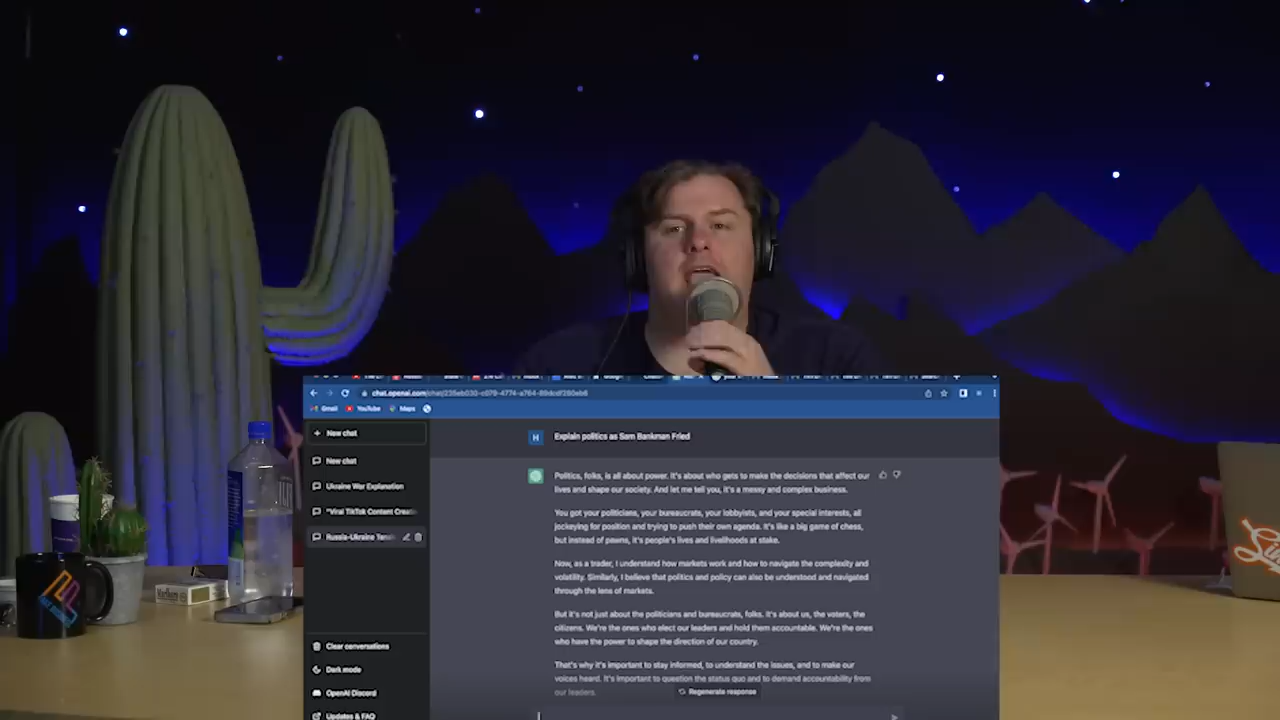 chat.openai.com
Gmail
YouTube
Maps
New chat
New chat
Ukraine War Explanation
"Viral TikTok Content Crea
Russia-Ukraine Tensi
Clear conversations
Dark mode
OpenAI Discord
Updates & FAQ
H
Explain politics as Sam Bankman Fried
Politics, folks, is all about power. It's about who gets to make the decisions that affect our
lives and shape our society. And let me tell you, it's a messy and complex business.
You got your politicians, your bureaucrats, your lobbyists, and your special interests, all
jockeying for position and trying to push their own agenda. It's like a big game of chess,
but instead of pawns, it's people's lives and livelihoods at stake.
Now, as a trader, I understand how markets work and how to navigate the complexity and
volatility. Similarly, I believe that politics and policy can also be understood and navigated
through the lens of markets.
But it's not just about the politicians and bureaucrats, folks. It's about us, the voters, the
citizens. We're the ones who elect our leaders and hold them accountable. We're the ones
who have the power to shape the direction of our country.
That's why it's important to stay informed, to understand the issues, and to make our
voices heard. It's important to question the status quo and to demand accountability from
our leaders.
Regenerate response
Marlboro